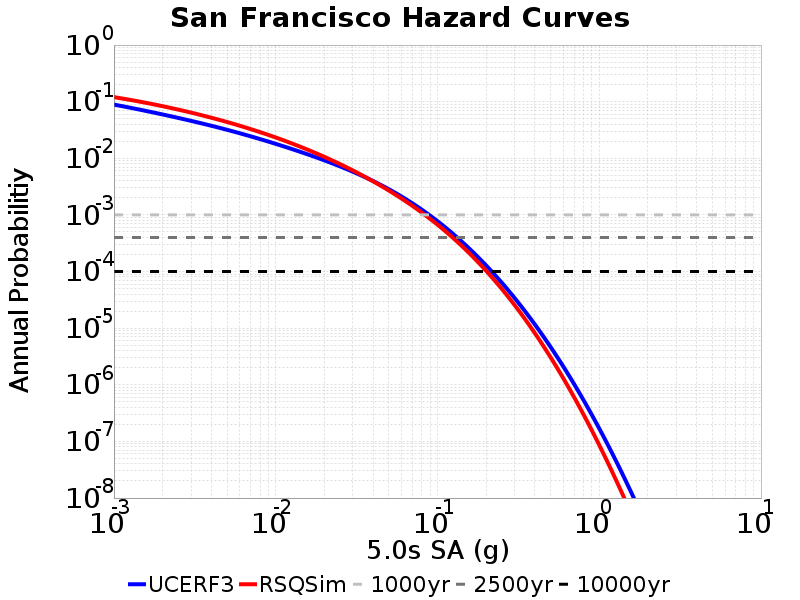 San Francisco Hazard Curves
Annual Probabilitiy
10^0
10^-1
10^-2
10^-3
10^-4
10^-5
10^-6
10^-7
10^-8
10^-3 10^-2 10^-1 10^0 10^1
5.0s SA (g)
UCERF3 RSQSim 1000yr 2500yr 10000yr